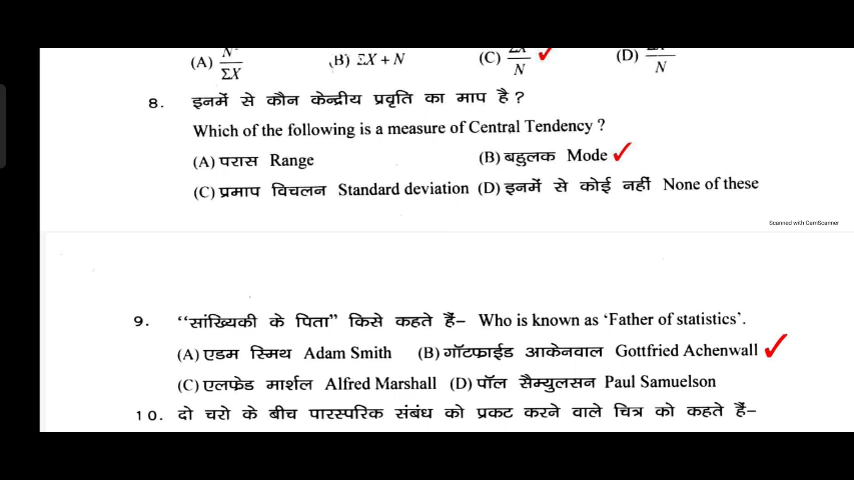 (A) N / ΣX (B) ΣX + N (C) ΣX / N (D) ΣX / N
8. इनमें से कौन केन्द्रीय प्रवृति का माप है ?
Which of the following is a measure of Central Tendency ?
(A) परास Range (B) बहुलक Mode
(C) प्रमाप विचलन Standard deviation (D) इनमें से कोई नहीं None of these
Scanned with CamScanner
9. “सांख्यिकी के पिता” किसे कहते हैं– Who is known as ‘Father of statistics’.
(A) एडम स्मिथ Adam Smith (B) गॉटफ्राईड आकेनवाल Gottfried Achenwall
(C) एलफेड मार्शल Alfred Marshall (D) पॉल सैम्युलसन Paul Samuelson
10. दो चरो के बीच पारस्परिक संबंध को प्रकट करने वाले चित्र को कहते हैं–